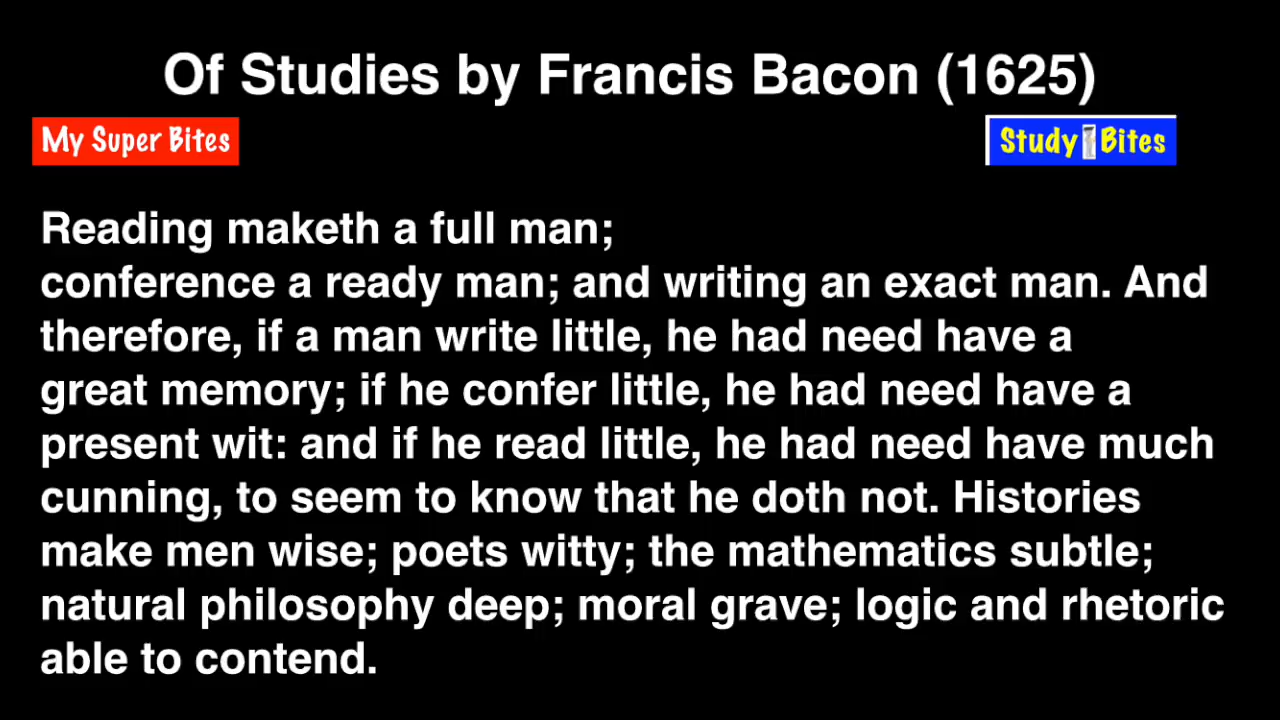 Of Studies by Francis Bacon (1625)
My Super Bites
Study Bites
Reading maketh a full man;
conference a ready man; and writing an exact man. And
therefore, if a man write little, he had need have a
great memory; if he confer little, he had need have a
present wit: and if he read little, he had need have much
cunning, to seem to know that he doth not. Histories
make men wise; poets witty; the mathematics subtle;
natural philosophy deep; moral grave; logic and rhetoric
able to contend.